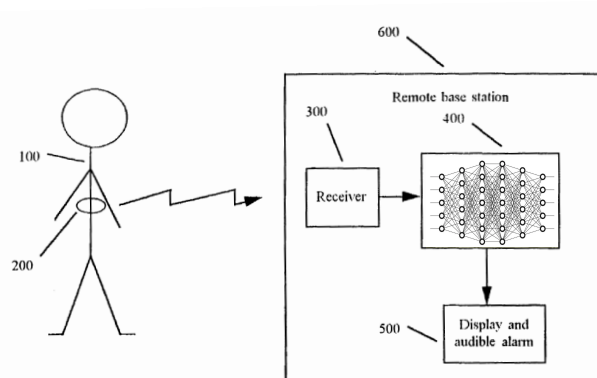 600
Remote base station
300
400
100
Receiver
200
500
Display and
audible alarm